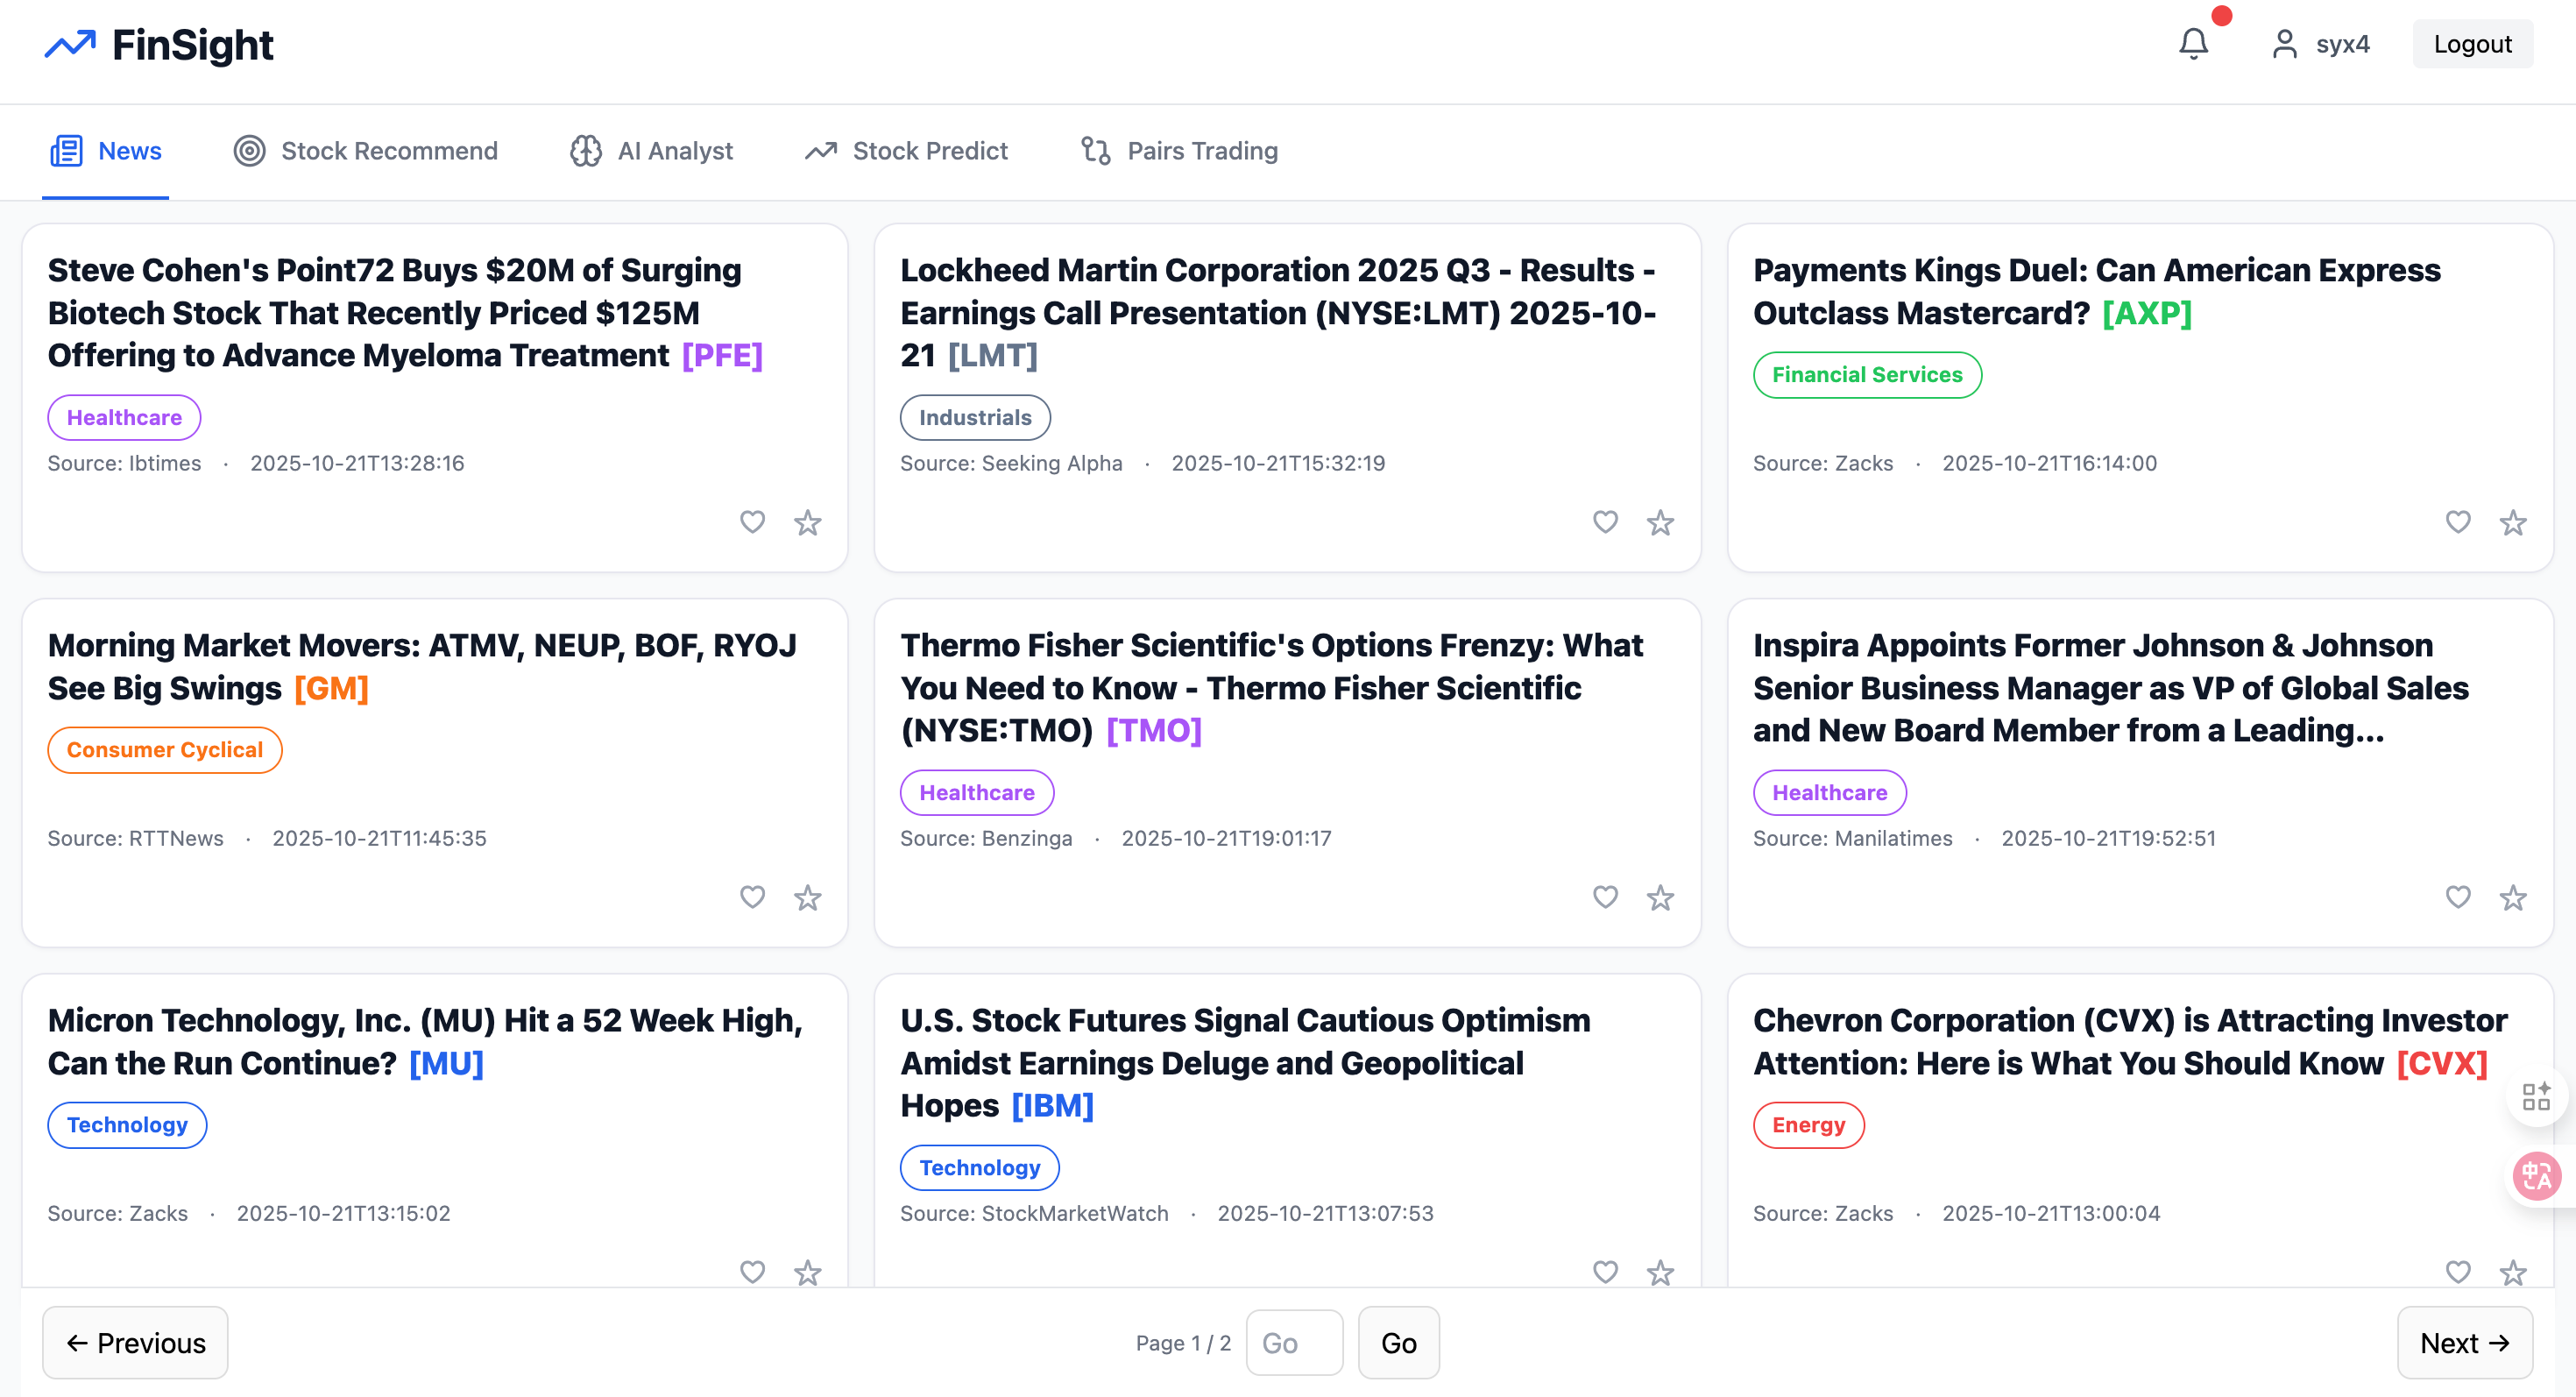 FinSight
syx4
Logout
News
Stock Recommend
AI Analyst
Stock Predict
Pairs Trading
Steve Cohen's Point72 Buys $20M of Surging
Biotech Stock That Recently Priced $125M
Offering to Advance Myeloma Treatment [PFE]
Healthcare
Source: Ibtimes · 2025-10-21T13:28:16
Lockheed Martin Corporation 2025 Q3 - Results -
Earnings Call Presentation (NYSE:LMT) 2025-10-
21 [LMT]
Industrials
Source: Seeking Alpha · 2025-10-21T15:32:19
Payments Kings Duel: Can American Express
Outclass Mastercard? [AXP]
Financial Services
Source: Zacks · 2025-10-21T16:14:00
Morning Market Movers: ATMV, NEUP, BOF, RYOJ
See Big Swings [GM]
Consumer Cyclical
Source: RTTNews · 2025-10-21T11:45:35
Thermo Fisher Scientific's Options Frenzy: What
You Need to Know - Thermo Fisher Scientific
(NYSE:TMO) [TMO]
Healthcare
Source: Benzinga · 2025-10-21T19:01:17
Inspira Appoints Former Johnson & Johnson
Senior Business Manager as VP of Global Sales
and New Board Member from a Leading...
Healthcare
Source: Manilatimes · 2025-10-21T19:52:51
Micron Technology, Inc. (MU) Hit a 52 Week High,
Can the Run Continue? [MU]
Technology
Source: Zacks · 2025-10-21T13:15:02
U.S. Stock Futures Signal Cautious Optimism
Amidst Earnings Deluge and Geopolitical
Hopes [IBM]
Technology
Source: StockMarketWatch · 2025-10-21T13:07:53
Chevron Corporation (CVX) is Attracting Investor
Attention: Here is What You Should Know [CVX]
Energy
Source: Zacks · 2025-10-21T13:00:04
中A
← Previous
Page 1 / 2
Go
Go
Next →